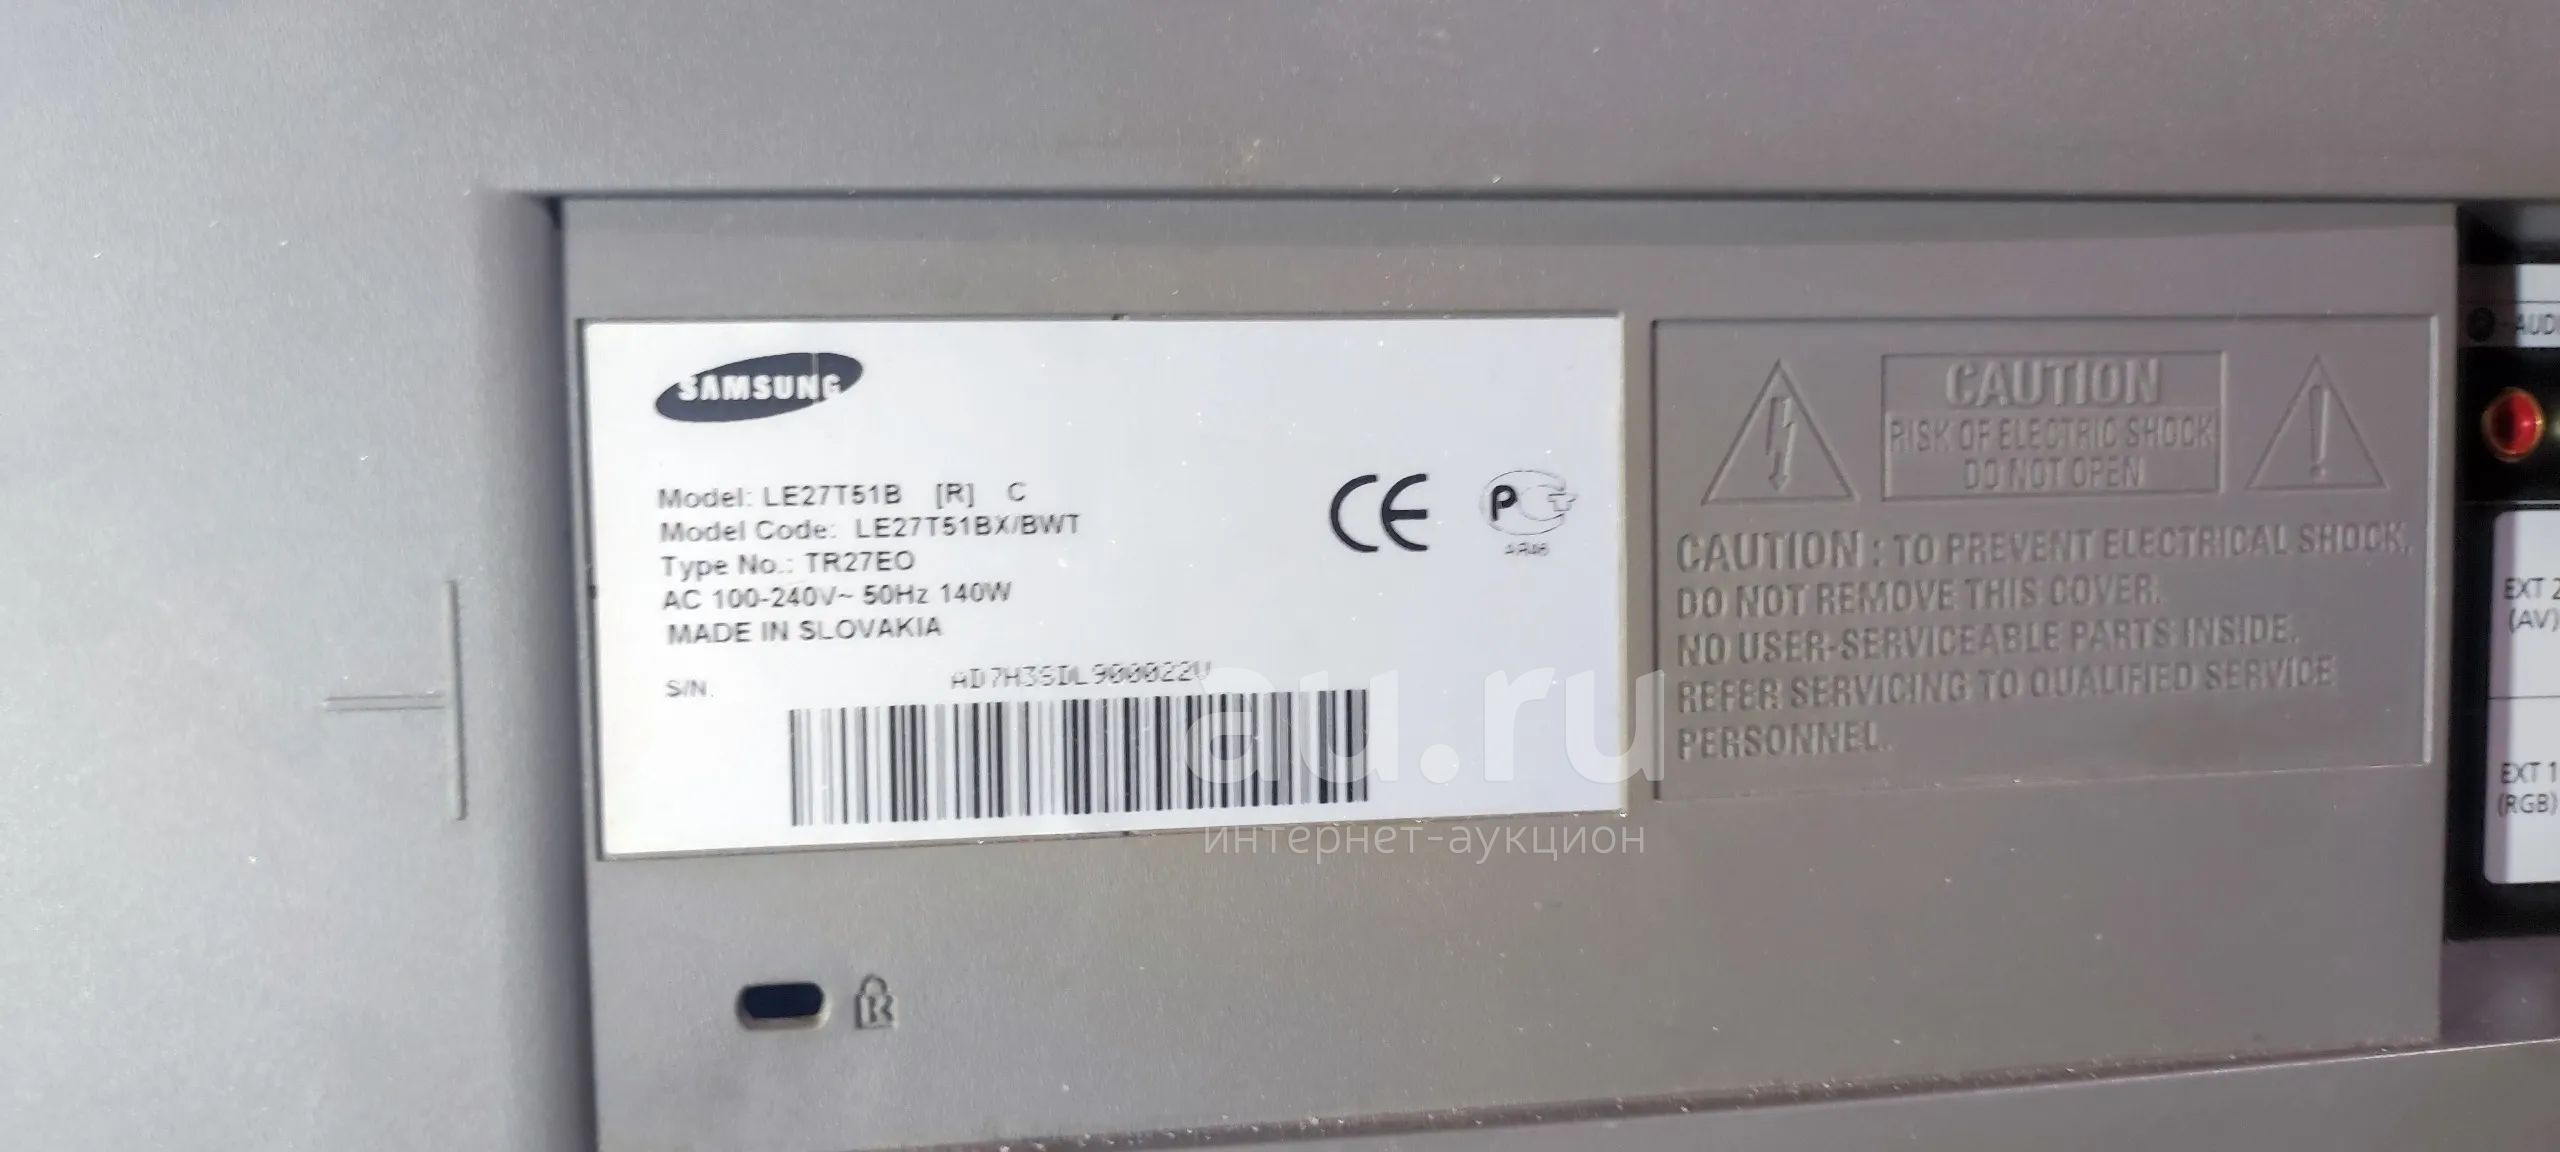 SAMSUNG
Model: LE27T51B [R] C
Model Code: LE27T51BX/BWT
Type No.: TR27EO
AC 100-240V~ 50Hz 140W
MADE IN SLOVAKIA
S/N. AD7H3SDL900022V
CE
AR46
CAUTION
RISK OF ELECTRIC SHOCK
DO NOT OPEN
CAUTION : TO PREVENT ELECTRICAL SHOCK,
DO NOT REMOVE THIS COVER.
NO USER-SERVICEABLE PARTS INSIDE.
REFER SERVICING TO QUALIFIED SERVICE
PERSONNEL.
EXT 2
(AV)
EXT 1
(RGB)
au.ru
интернет-аукцион